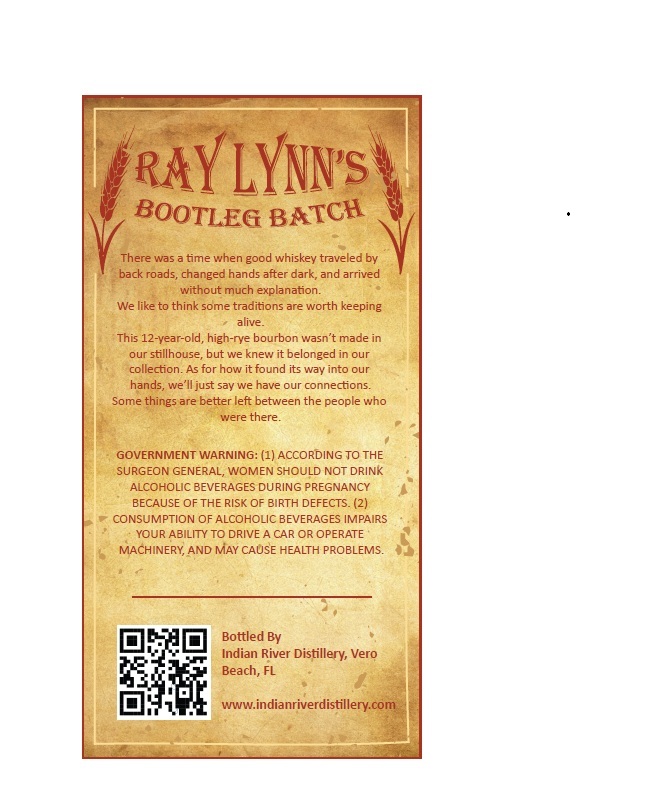 RAY LYNN'S
BOOTLEG BATCH
There was a time when good whiskey traveled by
back roads, changed hands after dark, and arrived
without much explanation.
We like to think some traditions are worth keeping
alive.
This 12-year-old, high-rye bourbon wasn't made in
our stillhouse, but we knew it belonged in our
collection. As for how it found its way into our
hands, we'll just say we have our connections.
Some things are better left between the people who
were there.
GOVERNMENT WARNING: (1) ACCORDING TO THE
SURGEON GENERAL, WOMEN SHOULD NOT DRINK
ALCOHOLIC BEVERAGES DURING PREGNANCY
BECAUSE OF THE RISK OF BIRTH DEFECTS. (2)
CONSUMPTION OF ALCOHOLIC BEVERAGES IMPAIRS
YOUR ABILITY TO DRIVE A CAR OR OPERATE
MACHINERY, AND MAY CAUSE HEALTH PROBLEMS.
Bottled By
Indian River Distillery, Vero
Beach, FL
www.indianriverdistillery.com